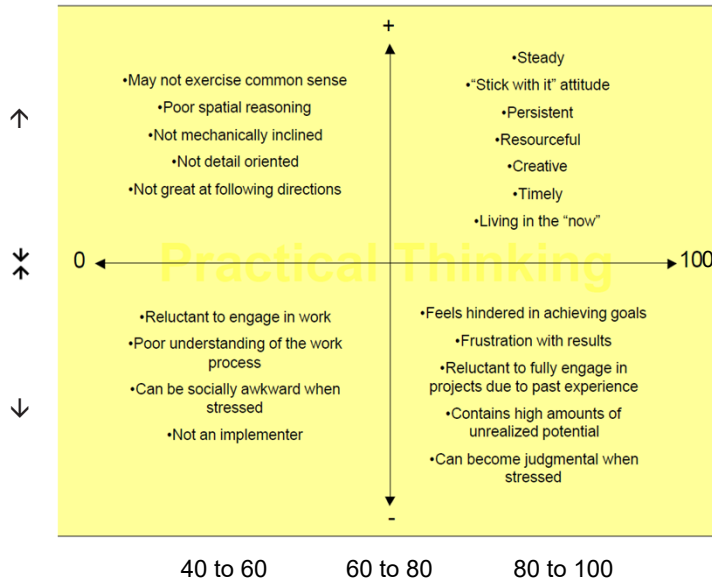 +
•May not exercise common sense
•Poor spatial reasoning
•Not mechanically inclined
•Not detail oriented
•Not great at following directions
•Steady
•“Stick with it” attitude
•Persistent
•Resourceful
•Creative
•Timely
•Living in the “now”
Practical Thinking
0
100
•Reluctant to engage in work
•Poor understanding of the work
process
•Can be socially awkward when
stressed
•Not an implementer
•Feels hindered in achieving goals
•Frustration with results
•Reluctant to fully engage in
projects due to past experience
•Contains high amounts of
unrealized potential
•Can become judgmental when
stressed
-
40 to 60
60 to 80
80 to 100